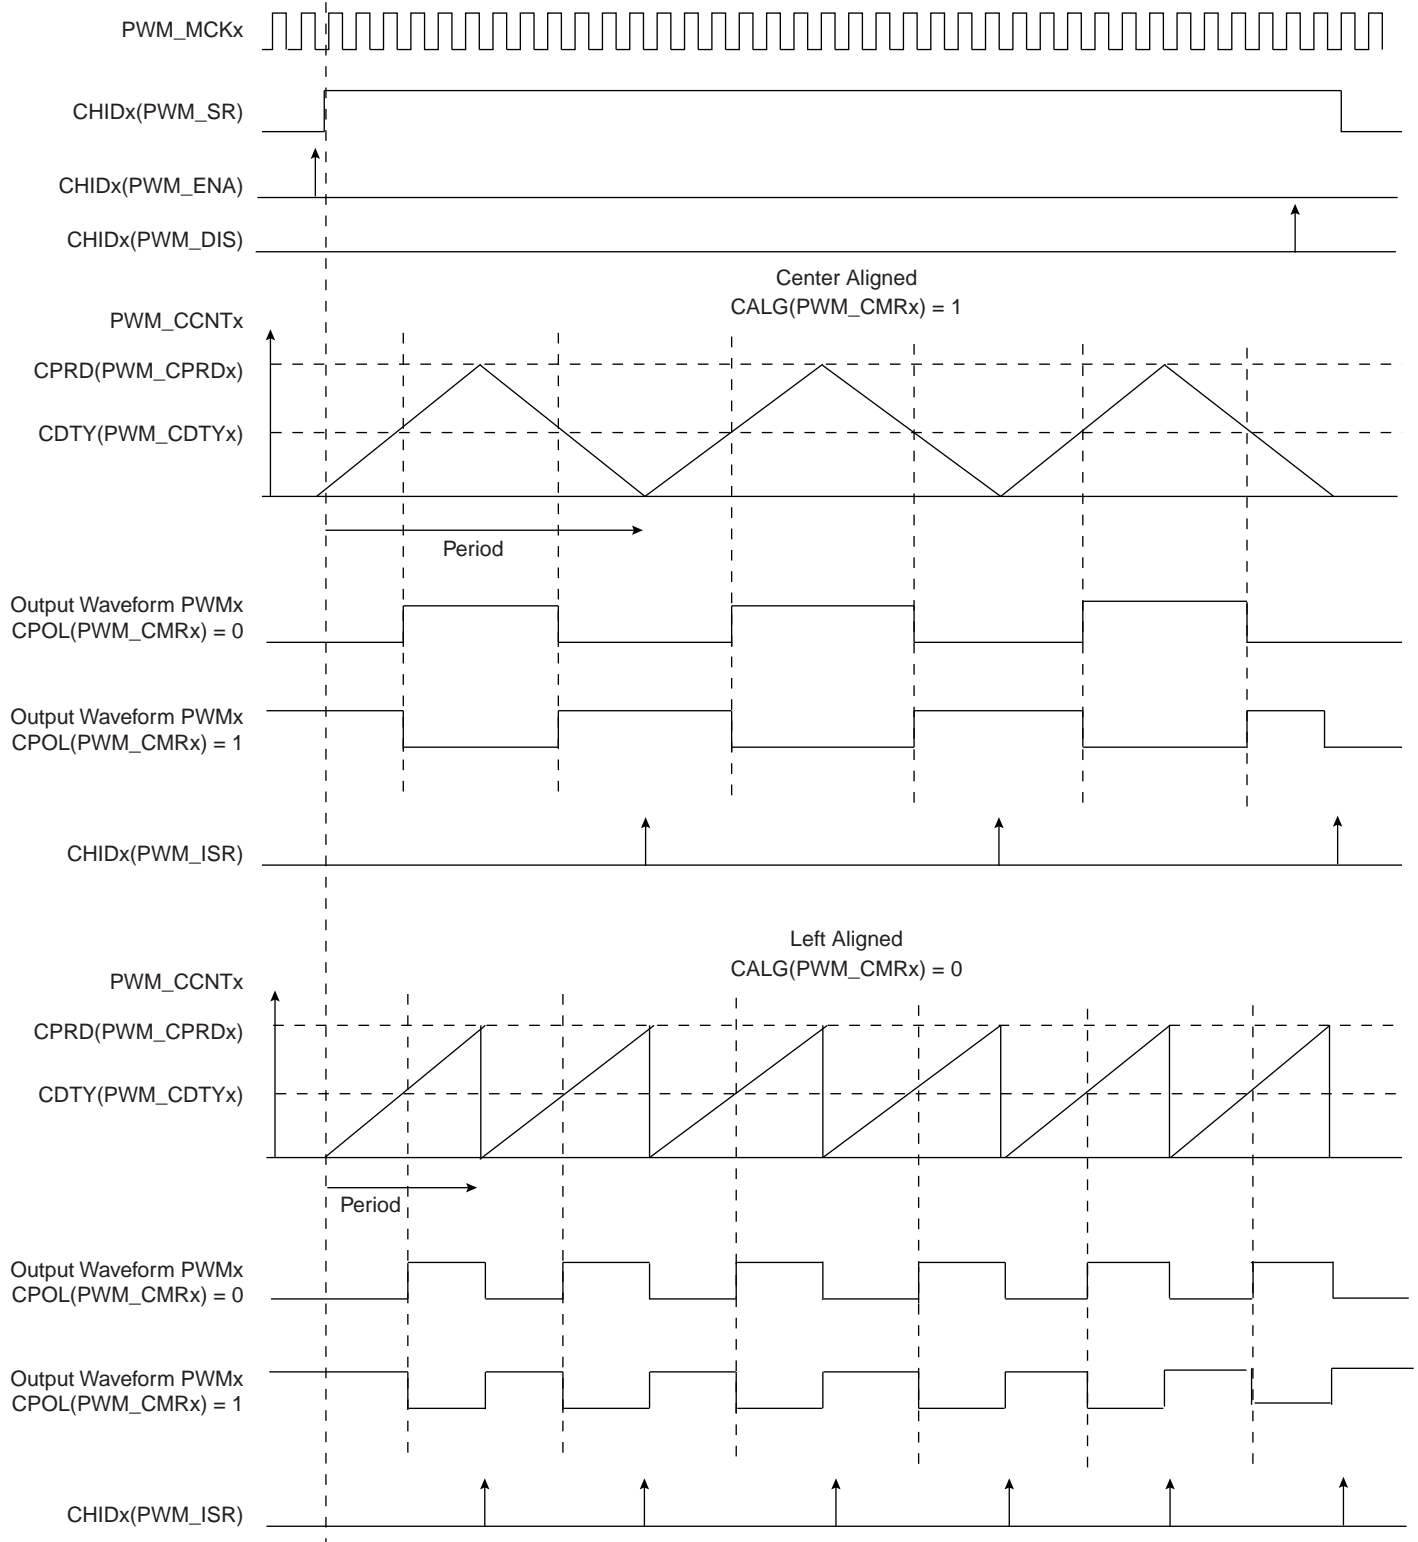 PWM_MCKx
CHIDx(PWM_SR)
CHIDx(PWM_ENA)
CHIDx(PWM_DIS)
Center Aligned
CALG(PWM_CMRx) = 1
PWM_CCNTx
CPRD(PWM_CPRDx)
CDTY(PWM_CDTYx)
Period
Output Waveform PWMx
CPOL(PWM_CMRx) = 0
Output Waveform PWMx
CPOL(PWM_CMRx) = 1
CHIDx(PWM_ISR)
Left Aligned
CALG(PWM_CMRx) = 0
PWM_CCNTx
CPRD(PWM_CPRDx)
CDTY(PWM_CDTYx)
Period
Output Waveform PWMx
CPOL(PWM_CMRx) = 0
Output Waveform PWMx
CPOL(PWM_CMRx) = 1
CHIDx(PWM_ISR)